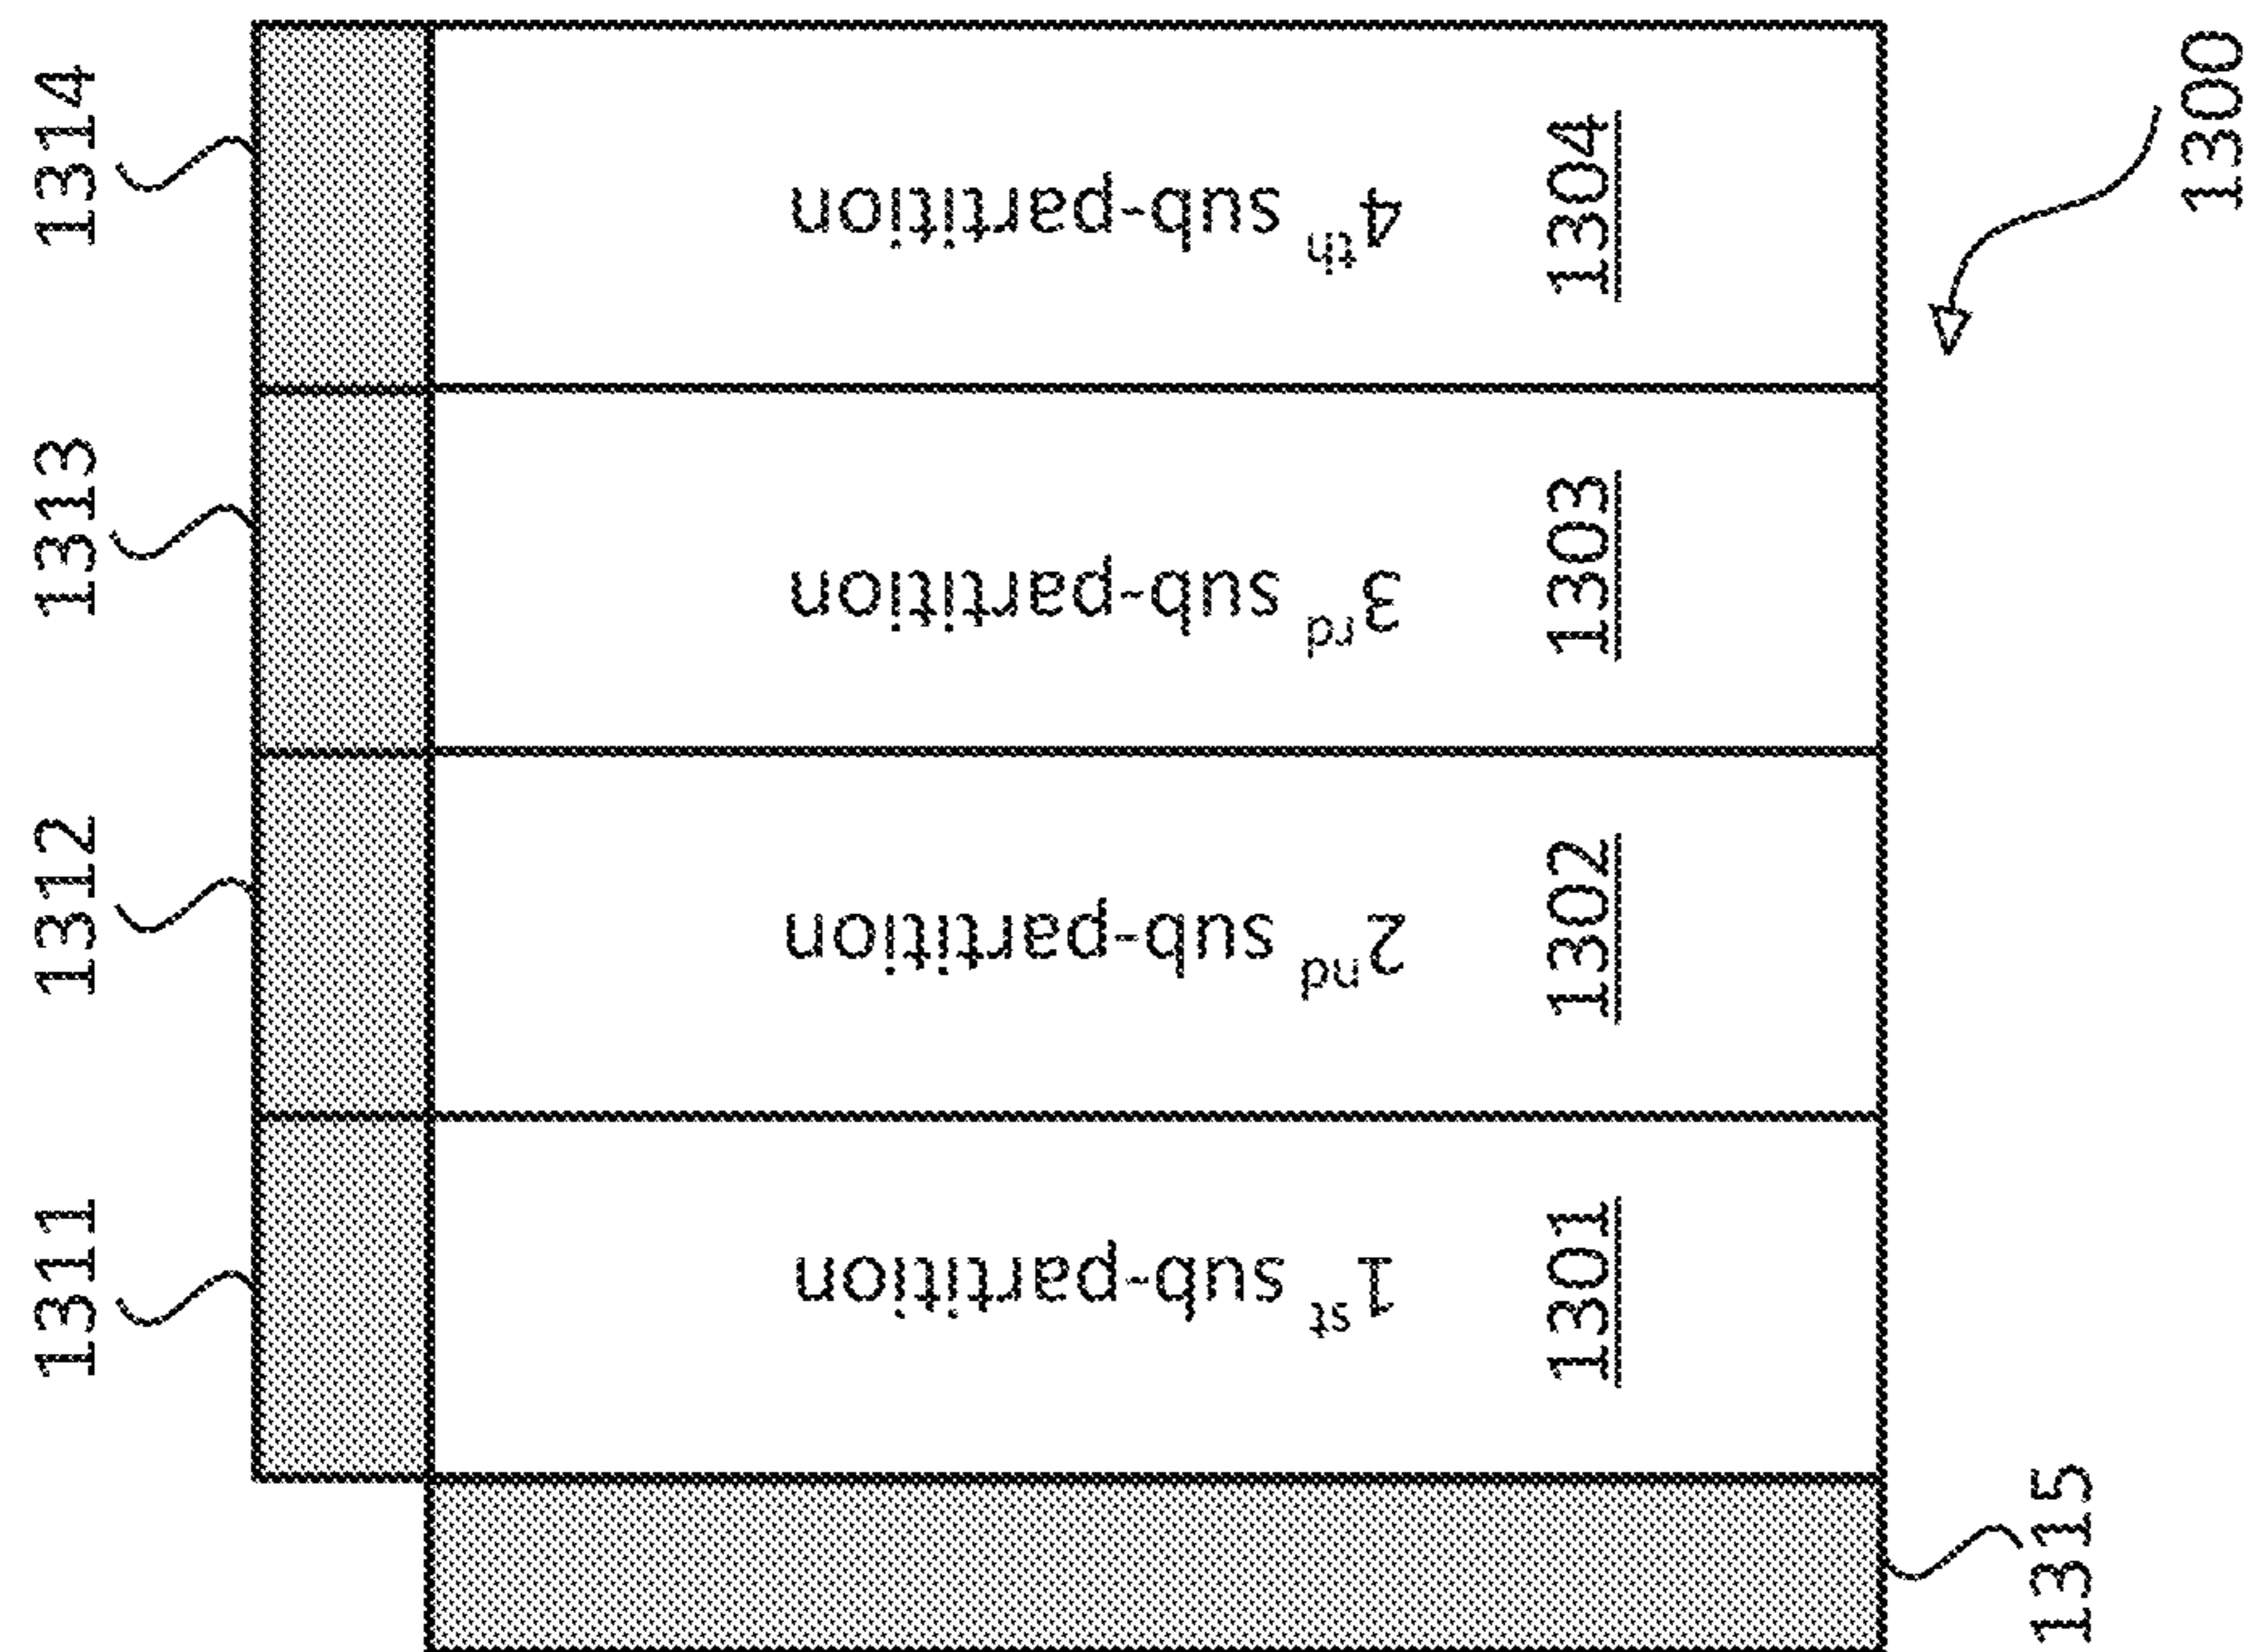 1311
1312
1313
1314
1st sub-partition
2nd sub-partition
3rd sub-partition
4th sub-partition
1301
1302
1303
1304
1315
1300